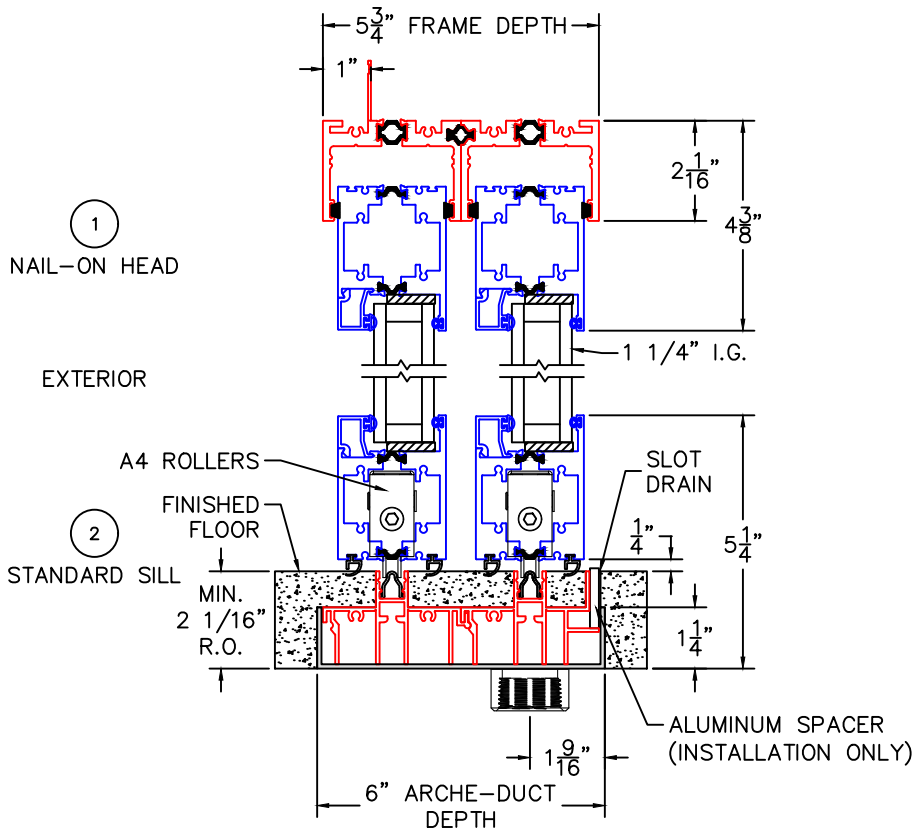 5 3/4" FRAME DEPTH
1"
2 1/16"
4 3/8"
1
NAIL-ON HEAD
1 1/4" I.G.
EXTERIOR
A4 ROLLERS
SLOT
DRAIN
FINISHED
FLOOR
1/4"
2
5 1/4"
STANDARD SILL
MIN.
2 1/16"
R.O.
1 1/4"
ALUMINUM SPACER
(INSTALLATION ONLY)
1 9/16"
6" ARCHE-DUCT
DEPTH